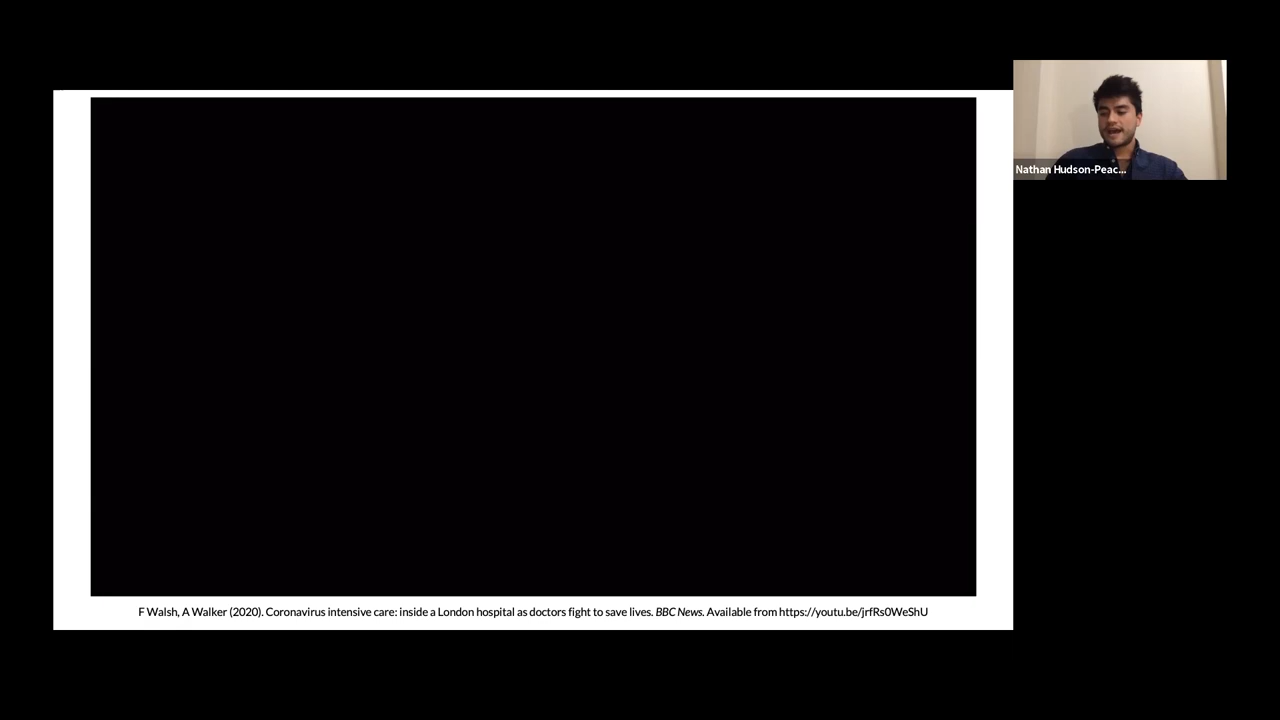 Nathan Hudson-Peac...
F Walsh, A Walker (2020). Coronavirus intensive care: inside a London hospital as doctors fight to save lives. BBC News. Available from https://youtu.be/jrfRs0WeShU